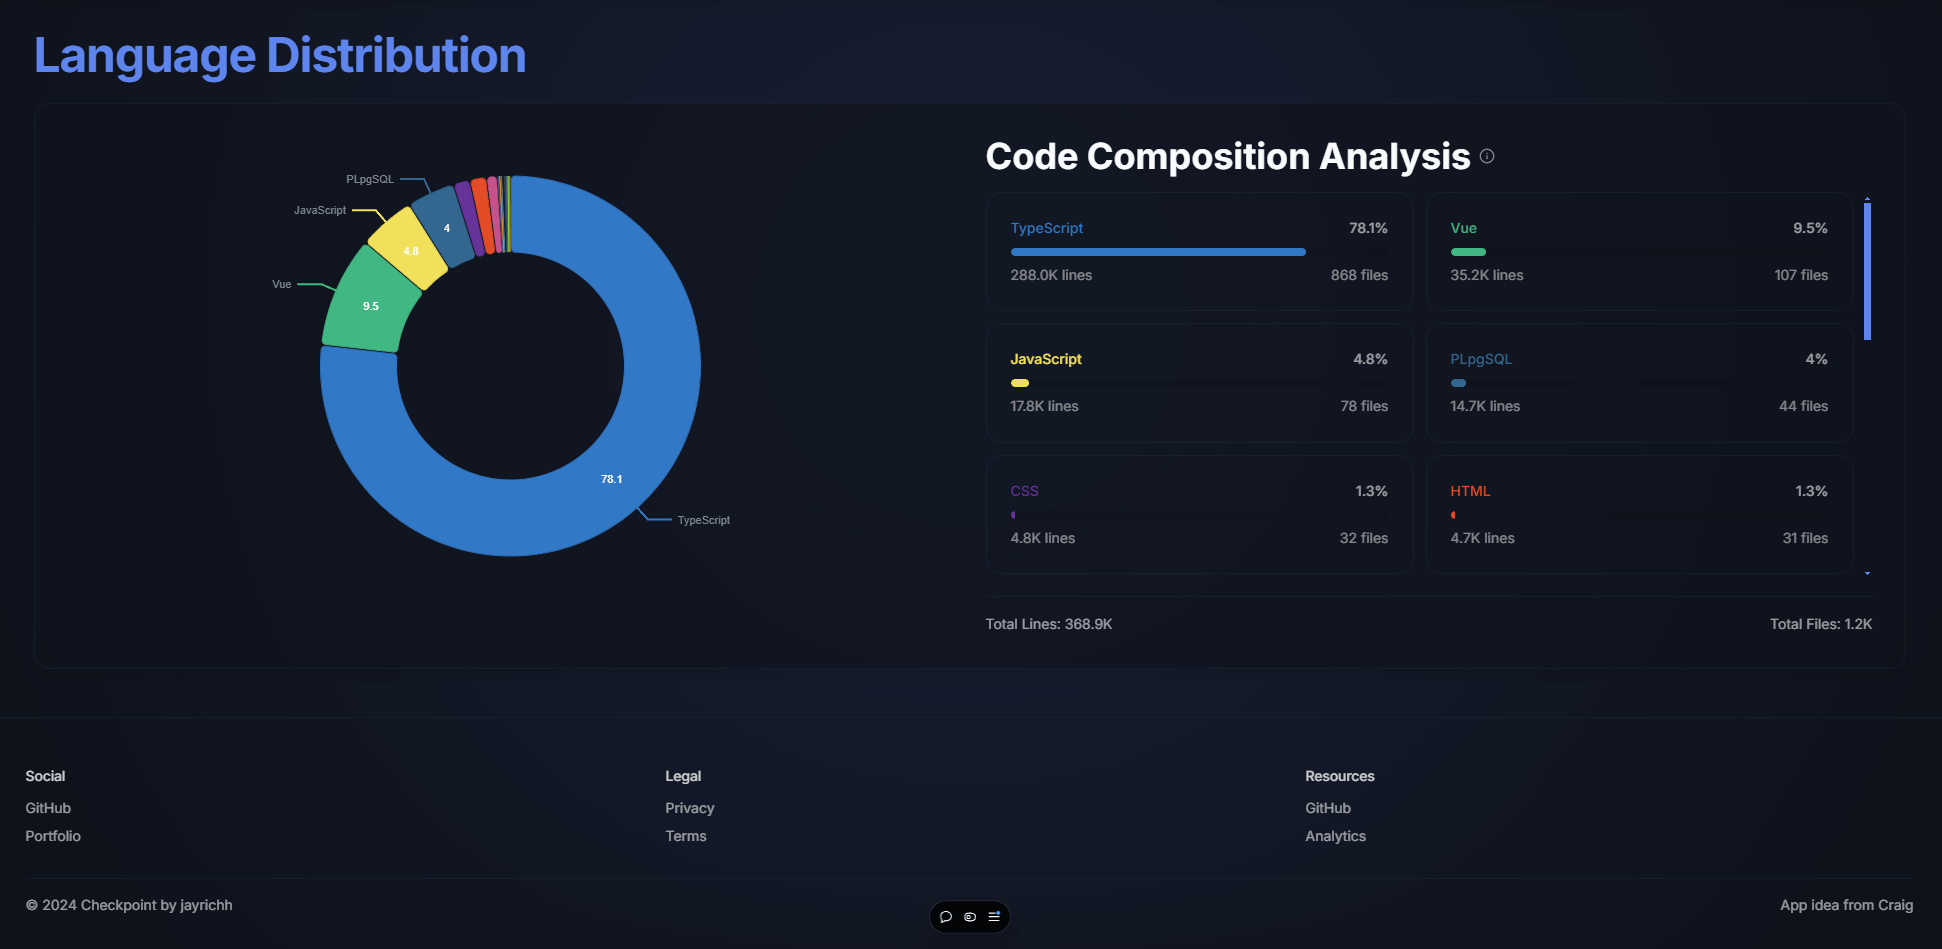 Language Distribution
PLpgSQL
JavaScript
Vue
4
4.8
9.5
78.1
TypeScript
Code Composition Analysis
TypeScript 78.1%
288.0K lines 868 files
Vue 9.5%
35.2K lines 107 files
JavaScript 4.8%
17.8K lines 78 files
PLpgSQL 4%
14.7K lines 44 files
CSS 1.3%
4.8K lines 32 files
HTML 1.3%
4.7K lines 31 files
Total Lines: 368.9K Total Files: 1.2K
Social
GitHub
Portfolio
Legal
Privacy
Terms
Resources
GitHub
Analytics
© 2024 Checkpoint by jayrichh
App idea from Craig